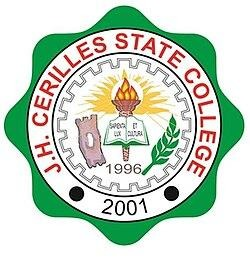 J.H. CERILLES STATE COLLEGE
SAPIENTIA ET
LUX CULTURA
1996
2001